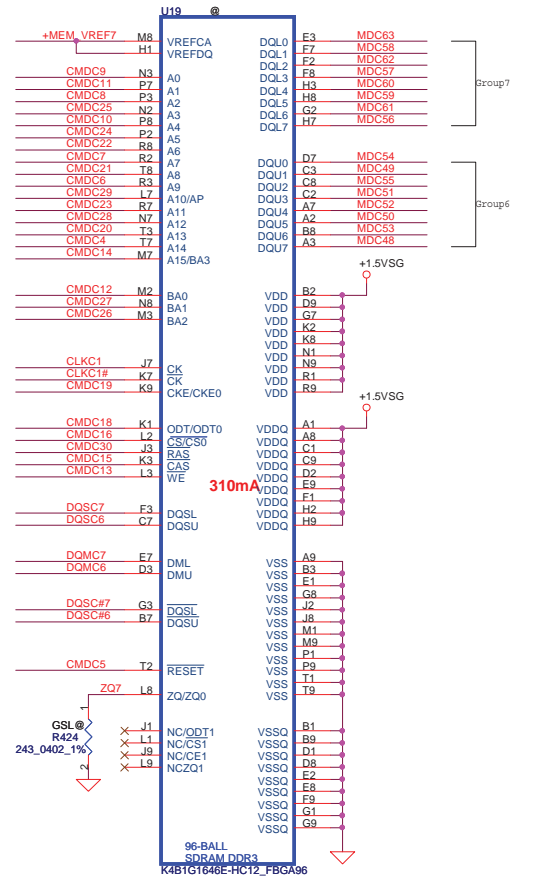 U19 @
+MEM_VREF7 M8 VREFCA DQL0 E3 MDC63
H1 VREFDQ DQL1 F7 MDC58
DQL2 F2 MDC62
CMDC9 N3 A0 DQL3 F8 MDC57
CMDC11 P7 A1 DQL4 H3 MDC60 Group7
CMDC8 P3 A2 DQL5 H8 MDC59
CMDC25 N2 A3 DQL6 G2 MDC61
CMDC10 P8 A4 DQL7 H7 MDC56
CMDC24 P2 A5
CMDC22 R8 A6
CMDC7 R2 A7 DQU0 D7 MDC54
CMDC21 T8 A8 DQU1 C3 MDC49
CMDC6 R3 A9 DQU2 C8 MDC55
CMDC29 L7 A10/AP DQU3 C2 MDC51
CMDC23 R7 A11 DQU4 A7 MDC52 Group6
CMDC28 N7 A12 DQU5 A2 MDC50
CMDC20 T3 A13 DQU6 B8 MDC53
CMDC4 T7 A14 DQU7 A3 MDC48
CMDC14 M7 A15/BA3
+1.5VSG
CMDC12 M2 BA0 VDD B2
CMDC27 N8 BA1 VDD D9
CMDC26 M3 BA2 VDD G7
VDD K2
VDD K8
VDD N1
CLKC1 J7 CK VDD N9
CLKC1# K7 CK VDD R1
CMDC19 K9 CKE/CKE0 VDD R9
+1.5VSG
CMDC18 K1 ODT/ODT0 VDDQ A1
CMDC16 L2 CS/CS0 VDDQ A8
CMDC30 J3 RAS VDDQ C1
CMDC15 K3 CAS VDDQ C9
CMDC13 L3 WE VDDQ D2
310mA VDDQ E9
VDDQ F1
DQSC7 F3 DQSL VDDQ H2
DQSC6 C7 DQSU VDDQ H9
DQMC7 E7 DML VSS A9
DQMC6 D3 DMU VSS B3
VSS E1
VSS G8
DQSC#7 G3 DQSL VSS J2
DQSC#6 B7 DQSU VSS J8
VSS M1
VSS M9
VSS P1
CMDC5 T2 RESET VSS P9
VSS T1
ZQ7 L8 ZQ/ZQ0 VSS T9
1
GSL@
R424
243_0402_1%
2
J1 NC/ODT1 VSSQ B1
L1 NC/CS1 VSSQ B9
J9 NC/CE1 VSSQ D1
L9 NCZQ1 VSSQ D8
VSSQ E2
VSSQ E8
VSSQ F9
VSSQ G1
VSSQ G9
96-BALL
SDRAM DDR3
K4B1G1646E-HC12_FBGA96